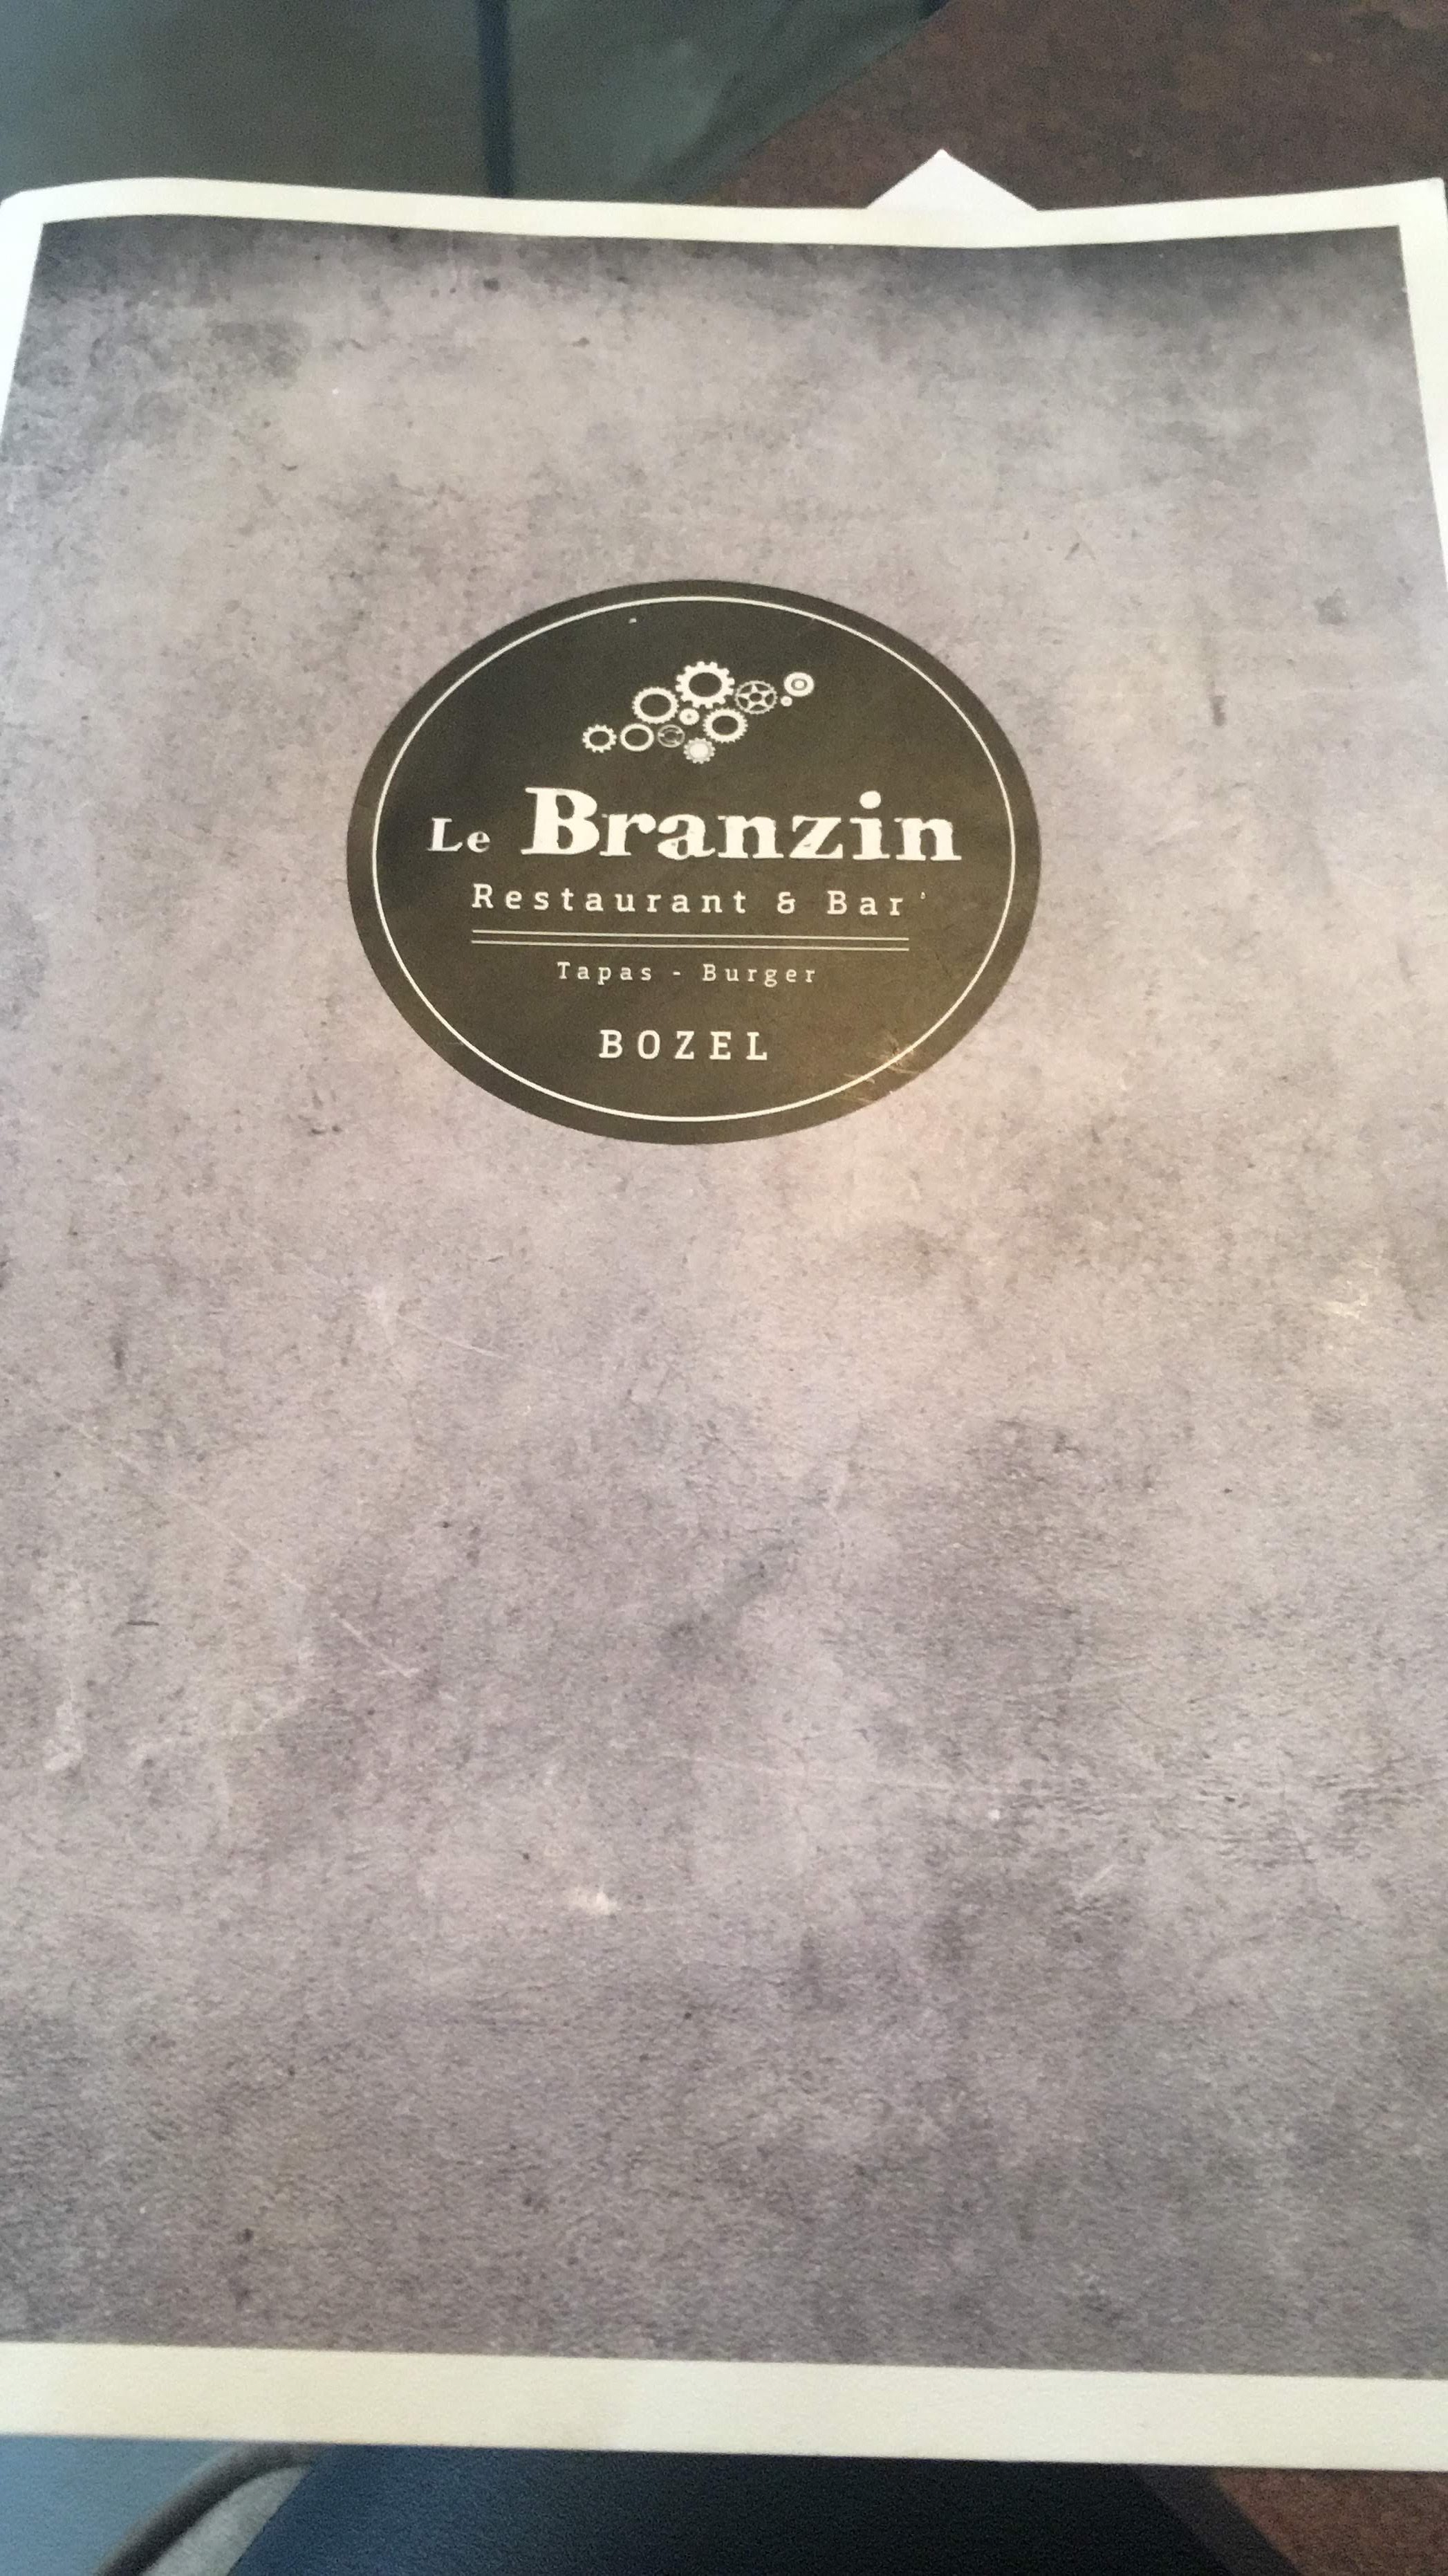 Le Branzin
Restaurant & Bar
Tapas - Burger
BOZEL